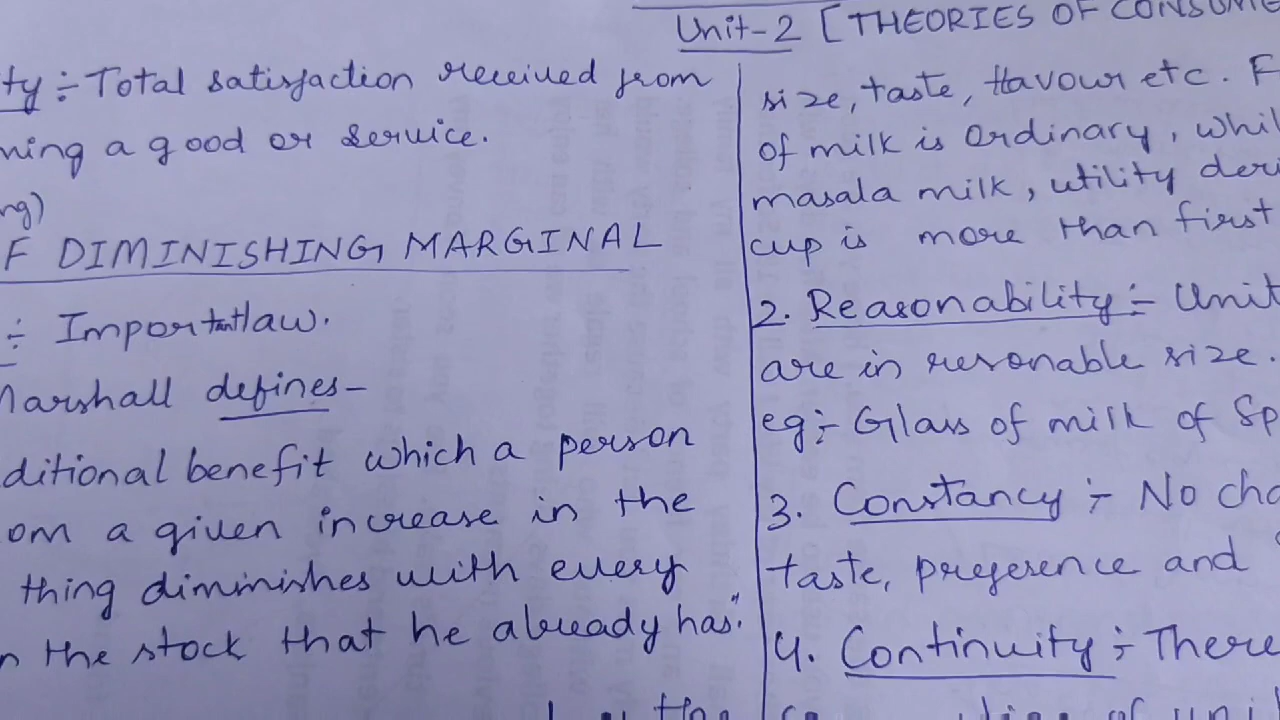 Unit-2 [THEORIES OF CONSUME
ty :- Total satisfaction received from
ming a good or service.
ng)
F DIMINISHING MARGINAL
:- Importantlaw.
Marshall defines-
ditional benefit which a person
om a given increase in the
thing diminishes with every
n the stock that he already has."
size, taste, flavour etc. F
of milk is Ordinary, whil
masala milk, utility deri
cup is more than first
2. Reasonability :- Unit
are in resonable size.
eg :- Glass of milk of Sp
3. Constancy :- No cha
taste, preference and
4. Continuity :- There